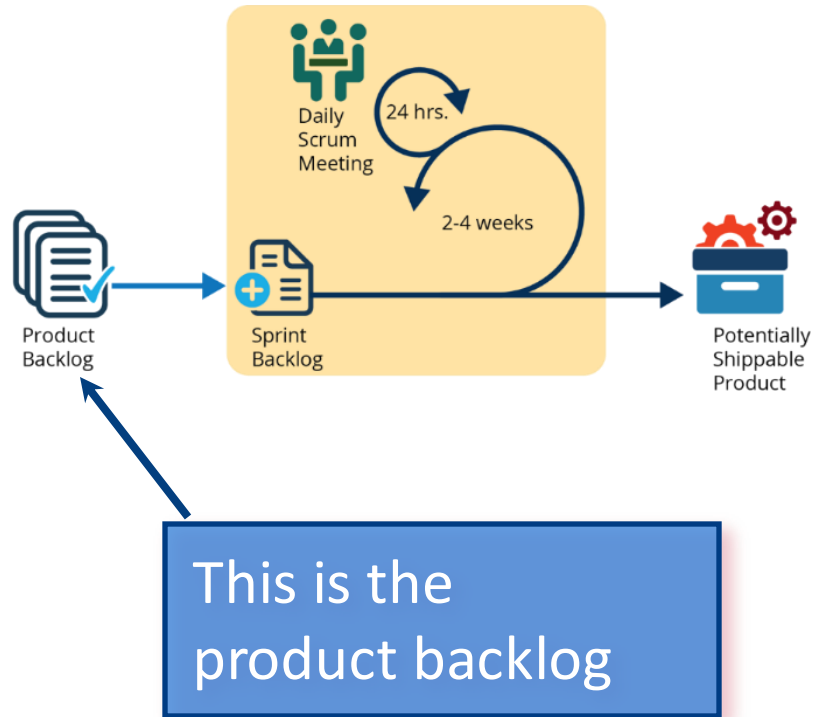 Daily
Scrum
Meeting
24 hrs.
2-4 weeks
Product
Backlog
Sprint
Backlog
Potentially
Shippable
Product
This is the
product backlog